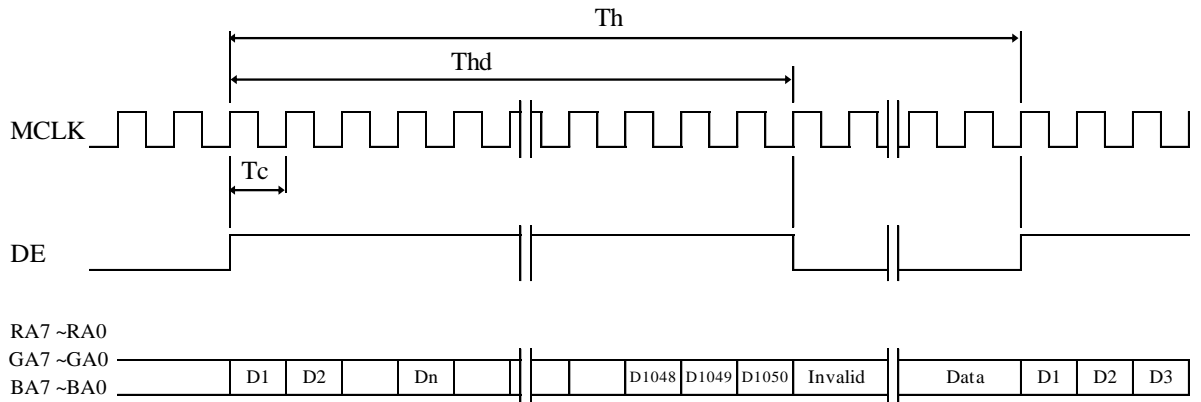 Th
Thd
MCLK
Tc
DE
RA7 ~RA0
GA7 ~GA0
BA7 ~BA0
D1 D2 Dn D1048 D1049 D1050 Invalid Data D1 D2 D3